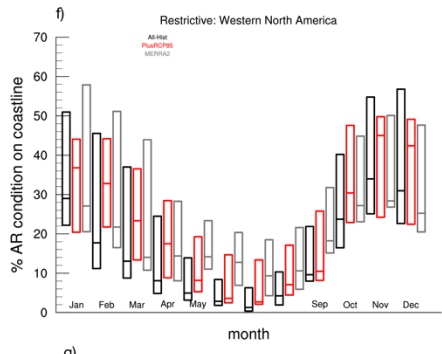 f)
Restrictive: Western North America
All-Hist
PlusRCP85
MERRA2
% AR condition on coastline
70
60
50
40
30
20
10
0
Jan Feb Mar Apr May Sep Oct Nov Dec
month
g)